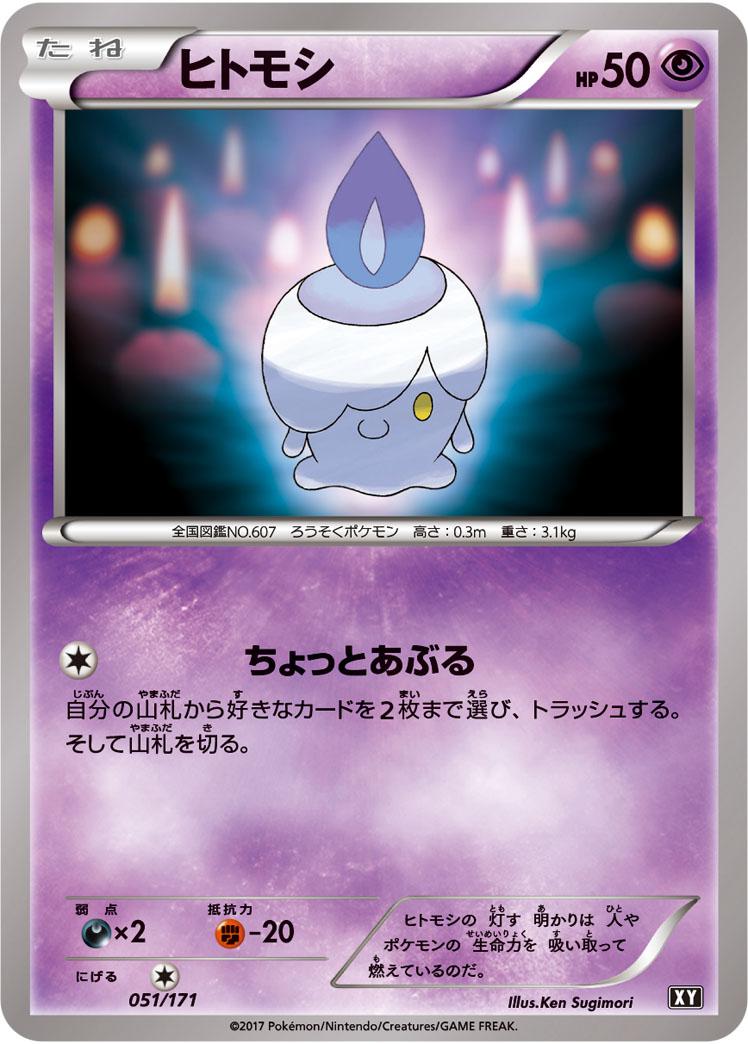 たね ヒトモシ HP50
全国図鑑NO.607 ろうそくポケモン 高さ：0.3m 重さ：3.1kg
ちょっとあぶる
自分の山札から好きなカードを2枚まで選び、トラッシュする。
そして山札を切る。
弱点 抵抗力
×2 -20
にげる
051/171
ヒトモシの 灯す 明かりは 人や
ポケモンの 生命力を 吸い取って
燃えているのだ。
Illus.Ken Sugimori
XY
©2017 Pokémon/Nintendo/Creatures/GAME FREAK.